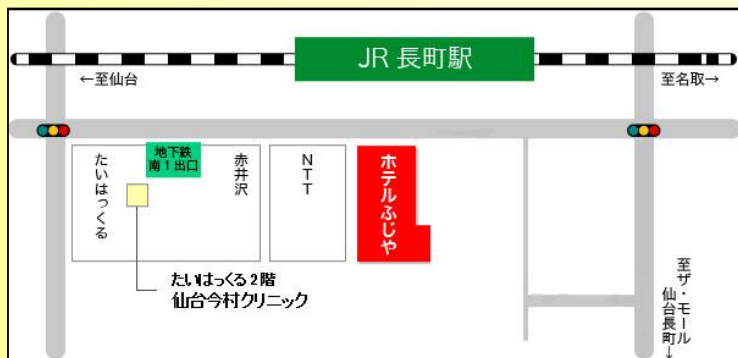 JR 長町駅
←至仙台
至名取→
地下鉄
南1出口
たいはっくる
赤井沢
NTT
ホテルふじや
たいはっくる2階
仙台今村クリニック
至ザ・モール
仙台長町→